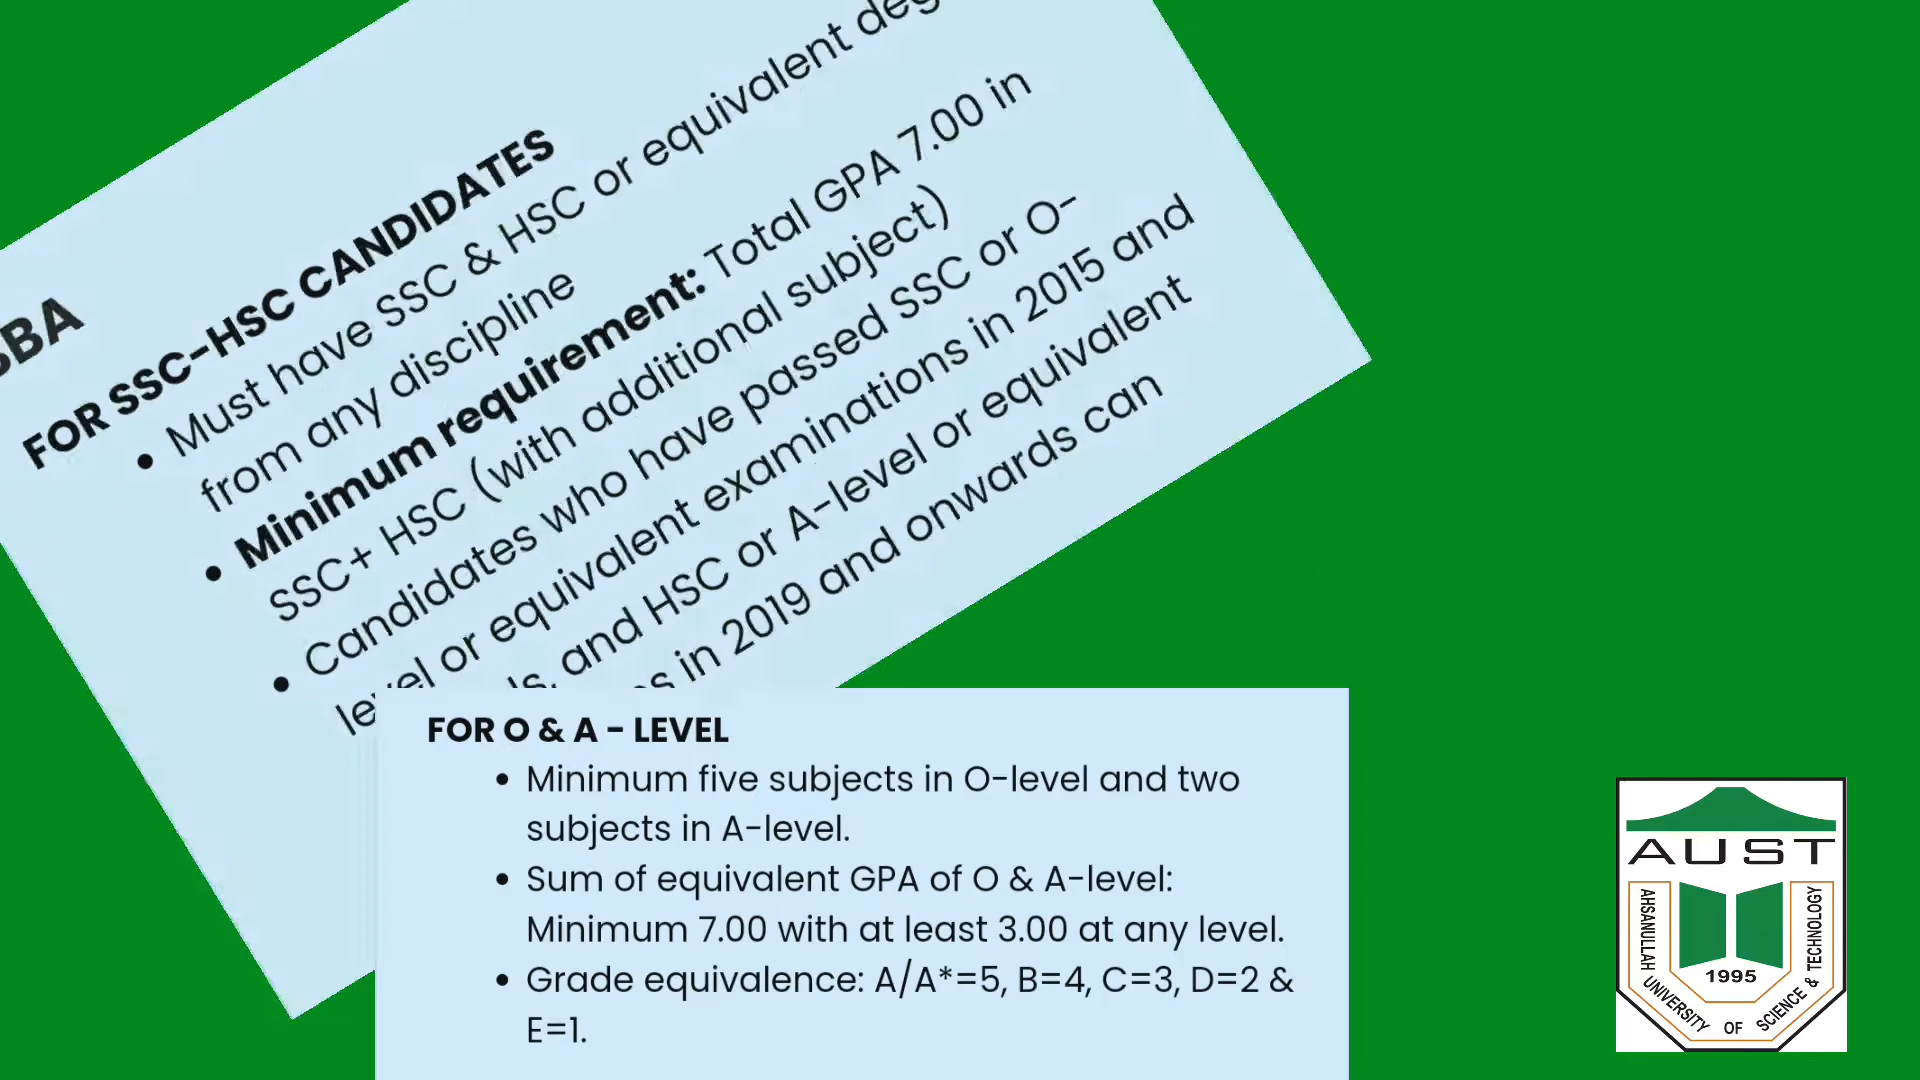 BBA
FOR SSC-HSC CANDIDATES
• Must have SSC & HSC or equivalent
from any discipline
• Minimum requirement: Total GPA 7.00 in
SSC+ HSC (with additional subject)
• Candidates who have passed SSC or O-
level or equivalent examinations in 2015 and
and HSC or A-level or equivalent
in 2019 and onwards can
FOR O & A - LEVEL
• Minimum five subjects in O-level and two
subjects in A-level.
• Sum of equivalent GPA of O & A-level:
Minimum 7.00 with at least 3.00 at any level.
• Grade equivalence: A/A*=5, B=4, C=3, D=2 &
E=1.
AUST
AHSANULLAH UNIVERSITY OF SCIENCE & TECHNOLOGY
1995